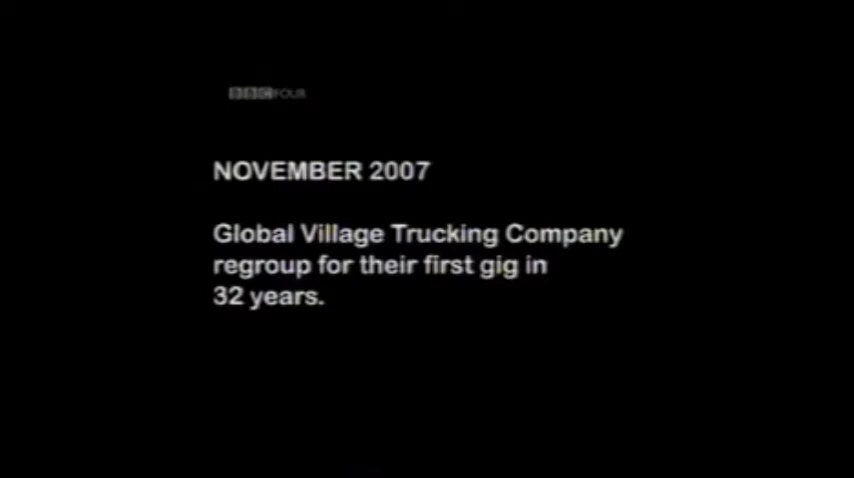 BBC FOUR
NOVEMBER 2007
Global Village Trucking Company
regroup for their first gig in
32 years.